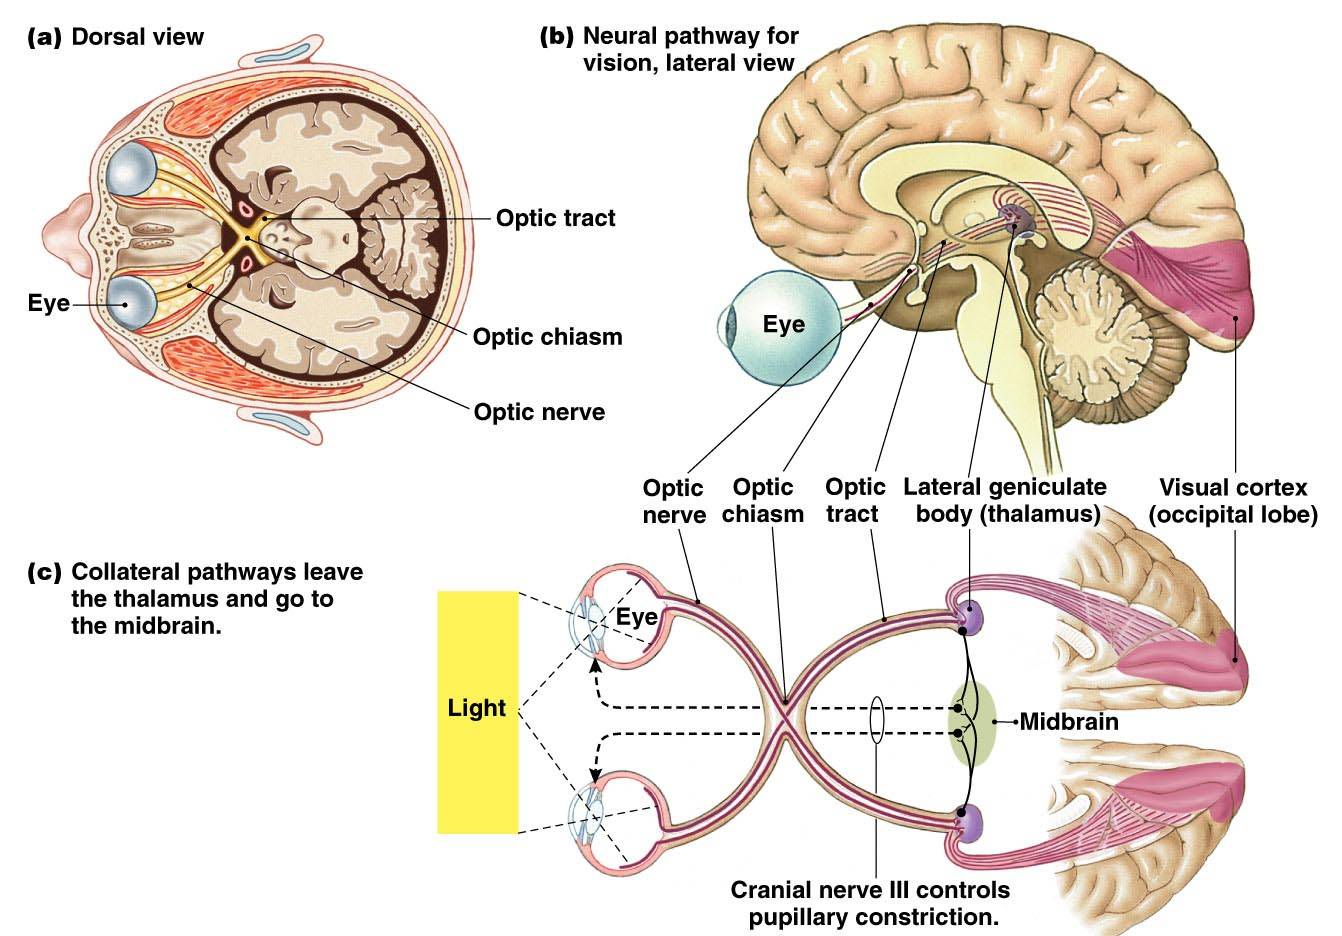 (a) Dorsal view
Optic tract
Eye
Optic chiasm
Optic nerve
(b) Neural pathway for
vision, lateral view
Eye
Optic
nerve
Optic
chiasm
Optic
tract
Lateral geniculate
body (thalamus)
Visual cortex
(occipital lobe)
(c) Collateral pathways leave
the thalamus and go to
the midbrain.
Eye
Light
Midbrain
Cranial nerve III controls
pupillary constriction.